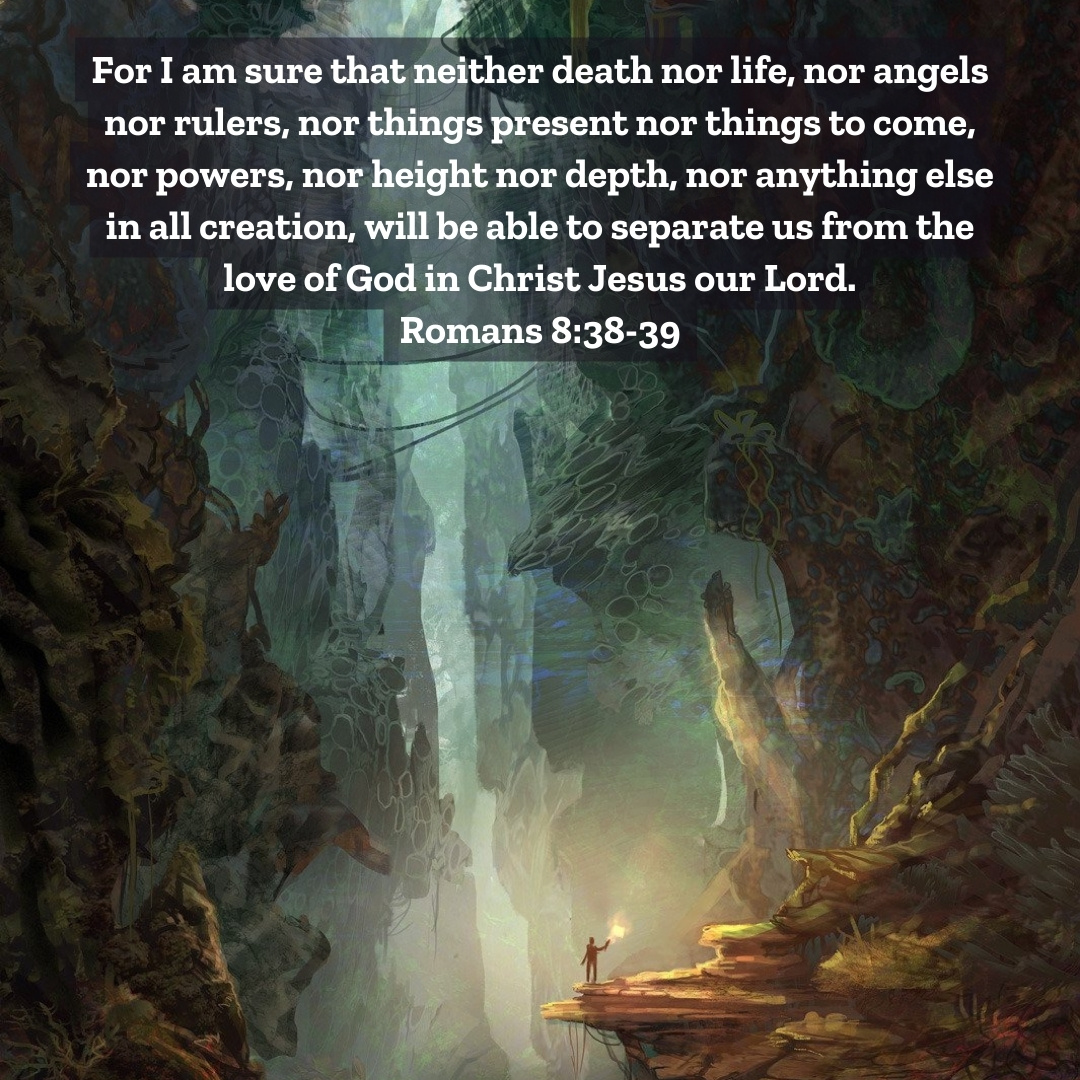 For I am sure that neither death nor life, nor angels
nor rulers, nor things present nor things to come,
nor powers, nor height nor depth, nor anything else
in all creation, will be able to separate us from the
love of God in Christ Jesus our Lord.
Romans 8:38-39